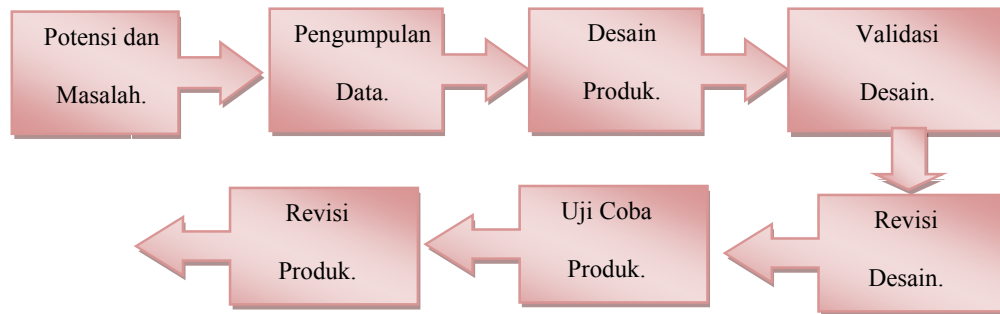 Potensi dan
Masalah.
Pengumpulan
Data.
Desain
Produk.
Validasi
Desain.
Revisi
Desain.
Uji Coba
Produk.
Revisi
Produk.